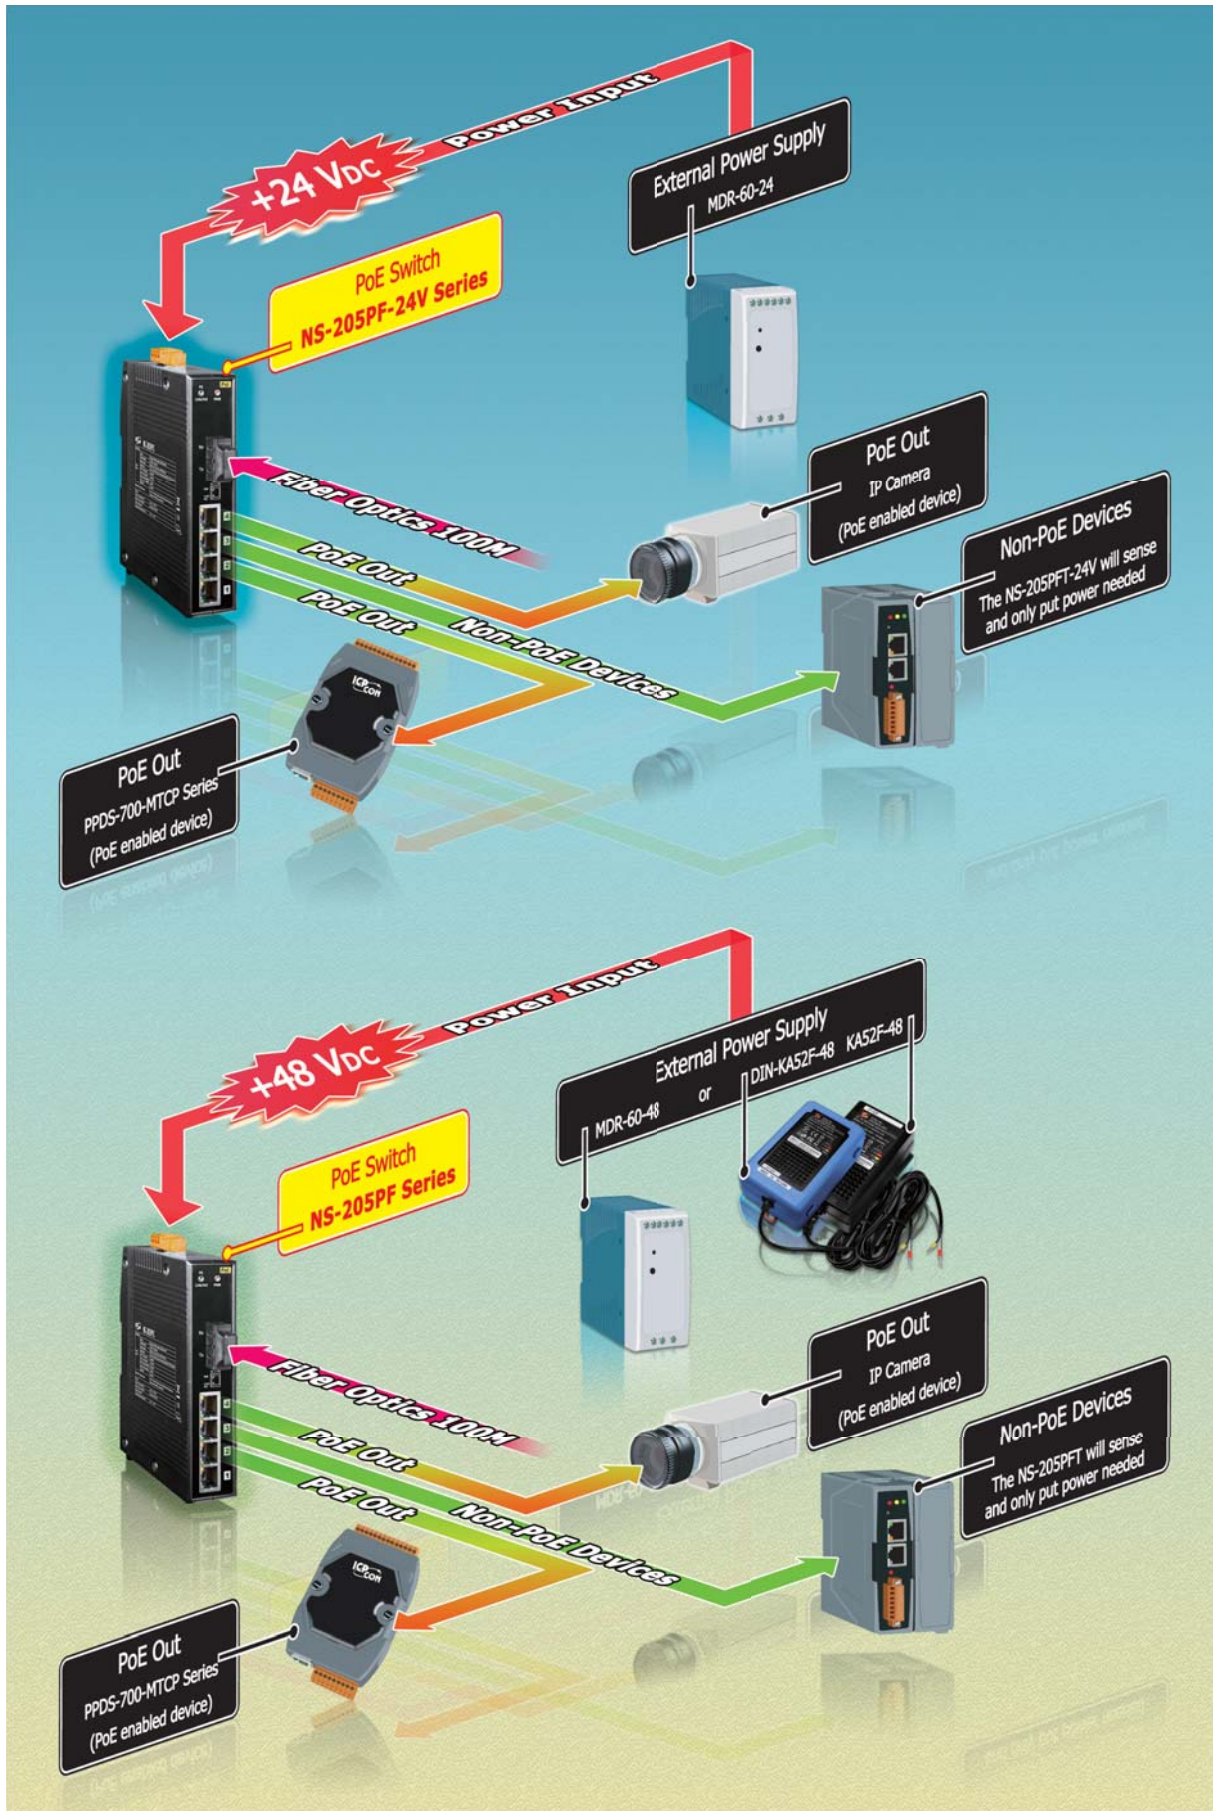 Power Input
+24 VDC
External Power Supply
MDR-60-24
PoE Switch
NS-205PF-24V Series
PoE
Fiber Optics 100M
PoE Out
IP Camera
(PoE enabled device)
Non-PoE Devices
The NS-205PFT-24V will sense
and only put power needed
PoE Out
PoE Out
Non-PoE Devices
ICP
CON
PoE Out
PPDS-700-MTCP Series
(PoE enabled device)
Power Input
+48 VDC
External Power Supply
MDR-60-48 or DIN-KA52F-48 KA52F-48
PoE Switch
NS-205PF Series
PoE
Fiber Optics 100M
PoE Out
IP Camera
(PoE enabled device)
Non-PoE Devices
The NS-205PFT will sense
and only put power needed
PoE Out
PoE Out
Non-PoE Devices
ICP
CON
PoE Out
PPDS-700-MTCP Series
(PoE enabled device)